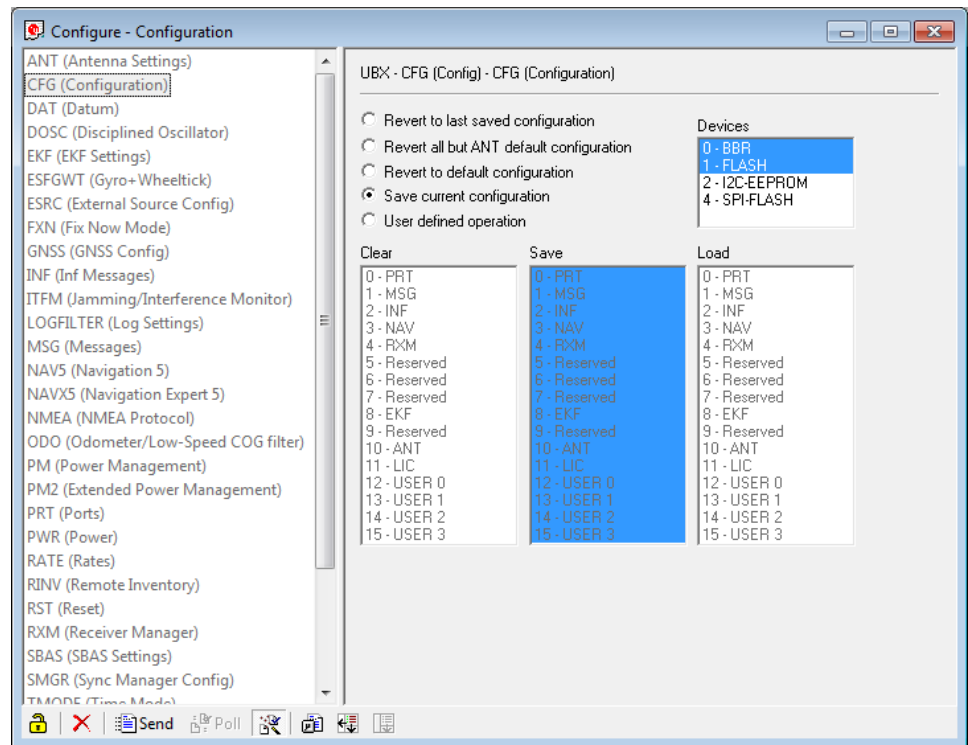 Configure - Configuration
ANT (Antenna Settings)
CFG (Configuration)
DAT (Datum)
DOSC (Disciplined Oscillator)
EKF (EKF Settings)
ESFGWT (Gyro+Wheeltick)
ESRC (External Source Config)
FXN (Fix Now Mode)
GNSS (GNSS Config)
INF (Inf Messages)
ITFM (Jamming/Interference Monitor)
LOGFILTER (Log Settings)
MSG (Messages)
NAV5 (Navigation 5)
NAVX5 (Navigation Expert 5)
NMEA (NMEA Protocol)
ODO (Odometer/Low-Speed COG filter)
PM (Power Management)
PM2 (Extended Power Management)
PRT (Ports)
PWR (Power)
RATE (Rates)
RINV (Remote Inventory)
RST (Reset)
RXM (Receiver Manager)
SBAS (SBAS Settings)
SMGR (Sync Manager Config)
TMODE (Time Mode)
UBX - CFG (Config) - CFG (Configuration)
Revert to last saved configuration
Revert all but ANT default configuration
Revert to default configuration
Save current configuration
User defined operation
Devices
0 - BBR
1 - FLASH
2 - I2C-EEPROM
4 - SPI-FLASH
Clear
0 - PRT
1 - MSG
2 - INF
3 - NAV
4 - RXM
5 - Reserved
6 - Reserved
7 - Reserved
8 - EKF
9 - Reserved
10 - ANT
11 - LIC
12 - USER 0
13 - USER 1
14 - USER 2
15 - USER 3
Save
0 - PRT
1 - MSG
2 - INF
3 - NAV
4 - RXM
5 - Reserved
6 - Reserved
7 - Reserved
8 - EKF
9 - Reserved
10 - ANT
11 - LIC
12 - USER 0
13 - USER 1
14 - USER 2
15 - USER 3
Load
0 - PRT
1 - MSG
2 - INF
3 - NAV
4 - RXM
5 - Reserved
6 - Reserved
7 - Reserved
8 - EKF
9 - Reserved
10 - ANT
11 - LIC
12 - USER 0
13 - USER 1
14 - USER 2
15 - USER 3
Send Poll